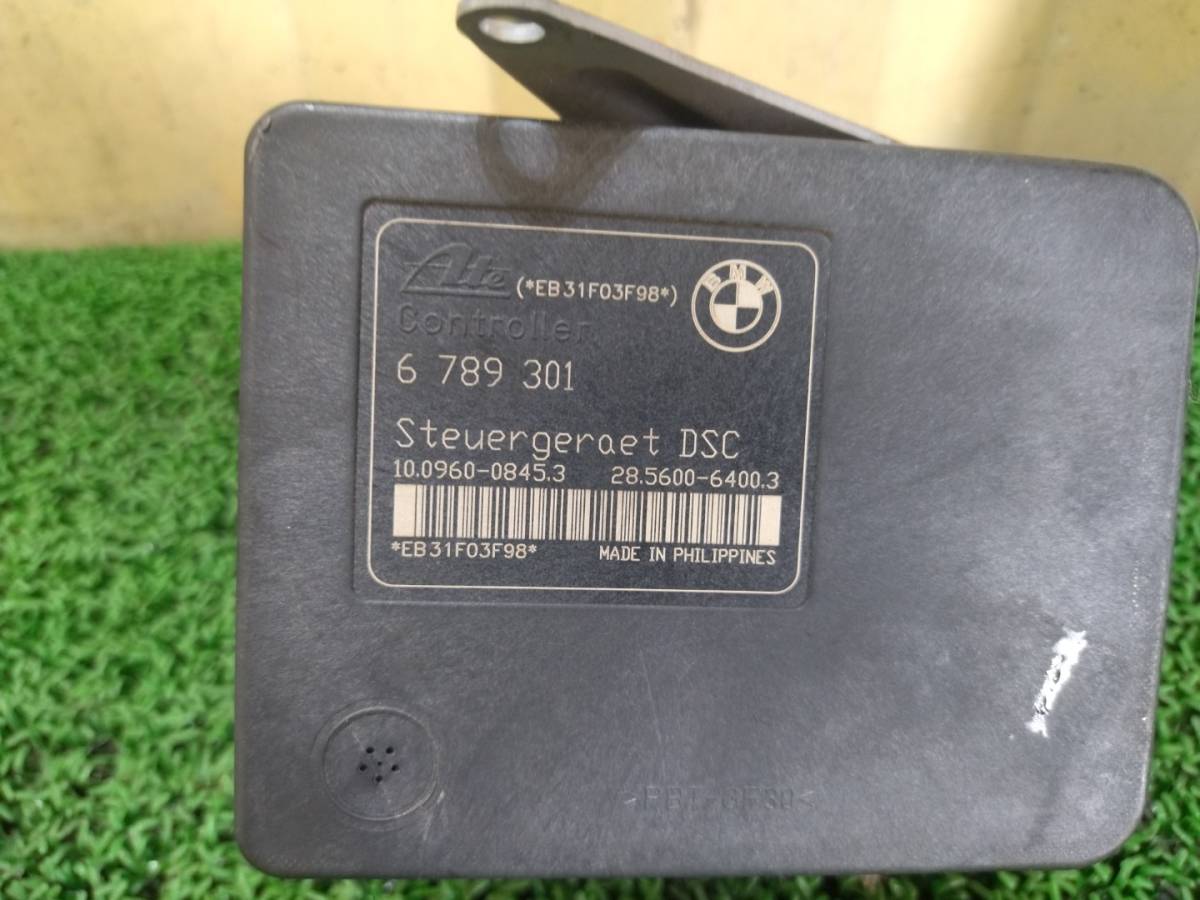 Ate (*EB31F03F98*) BMW
Controller
6 789 301
Steuergeraet DSC
10.0960-0845.3 28.5600-6400.3
*EB31F03F98* MADE IN PHILIPPINES